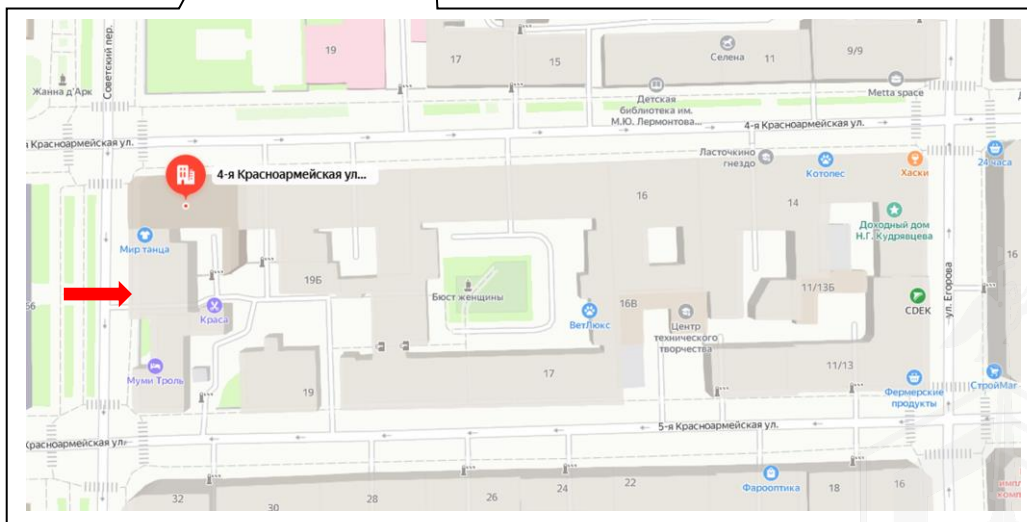 Советский пер.
19
17
15
Селена
11
9/9
Жанна д'Арк
Детская
библиотека им.
М.Ю. Лермонтова...
Metta space
4-я Красноармейская ул.
Красноармейская ул.
4-я Красноармейская ул...
Ласточкино
гнездо
Котопес
Хаски
24 часа
16
14
Доходный дом
Н.Г. Кудрявцева
Мир танца
19Б
Бюст женщины
16
11/13Б
ул. Егорова
Краса
16В
CDEK
ВетЛюкс
Центр
технического
творчества
Муми Троль
19
17
11/13
Фермерские
продукты
СтройМаг
Красноармейская ул.
5-я Красноармейская ул.
32
30
28
26
24
22
Фарооптика
18
16